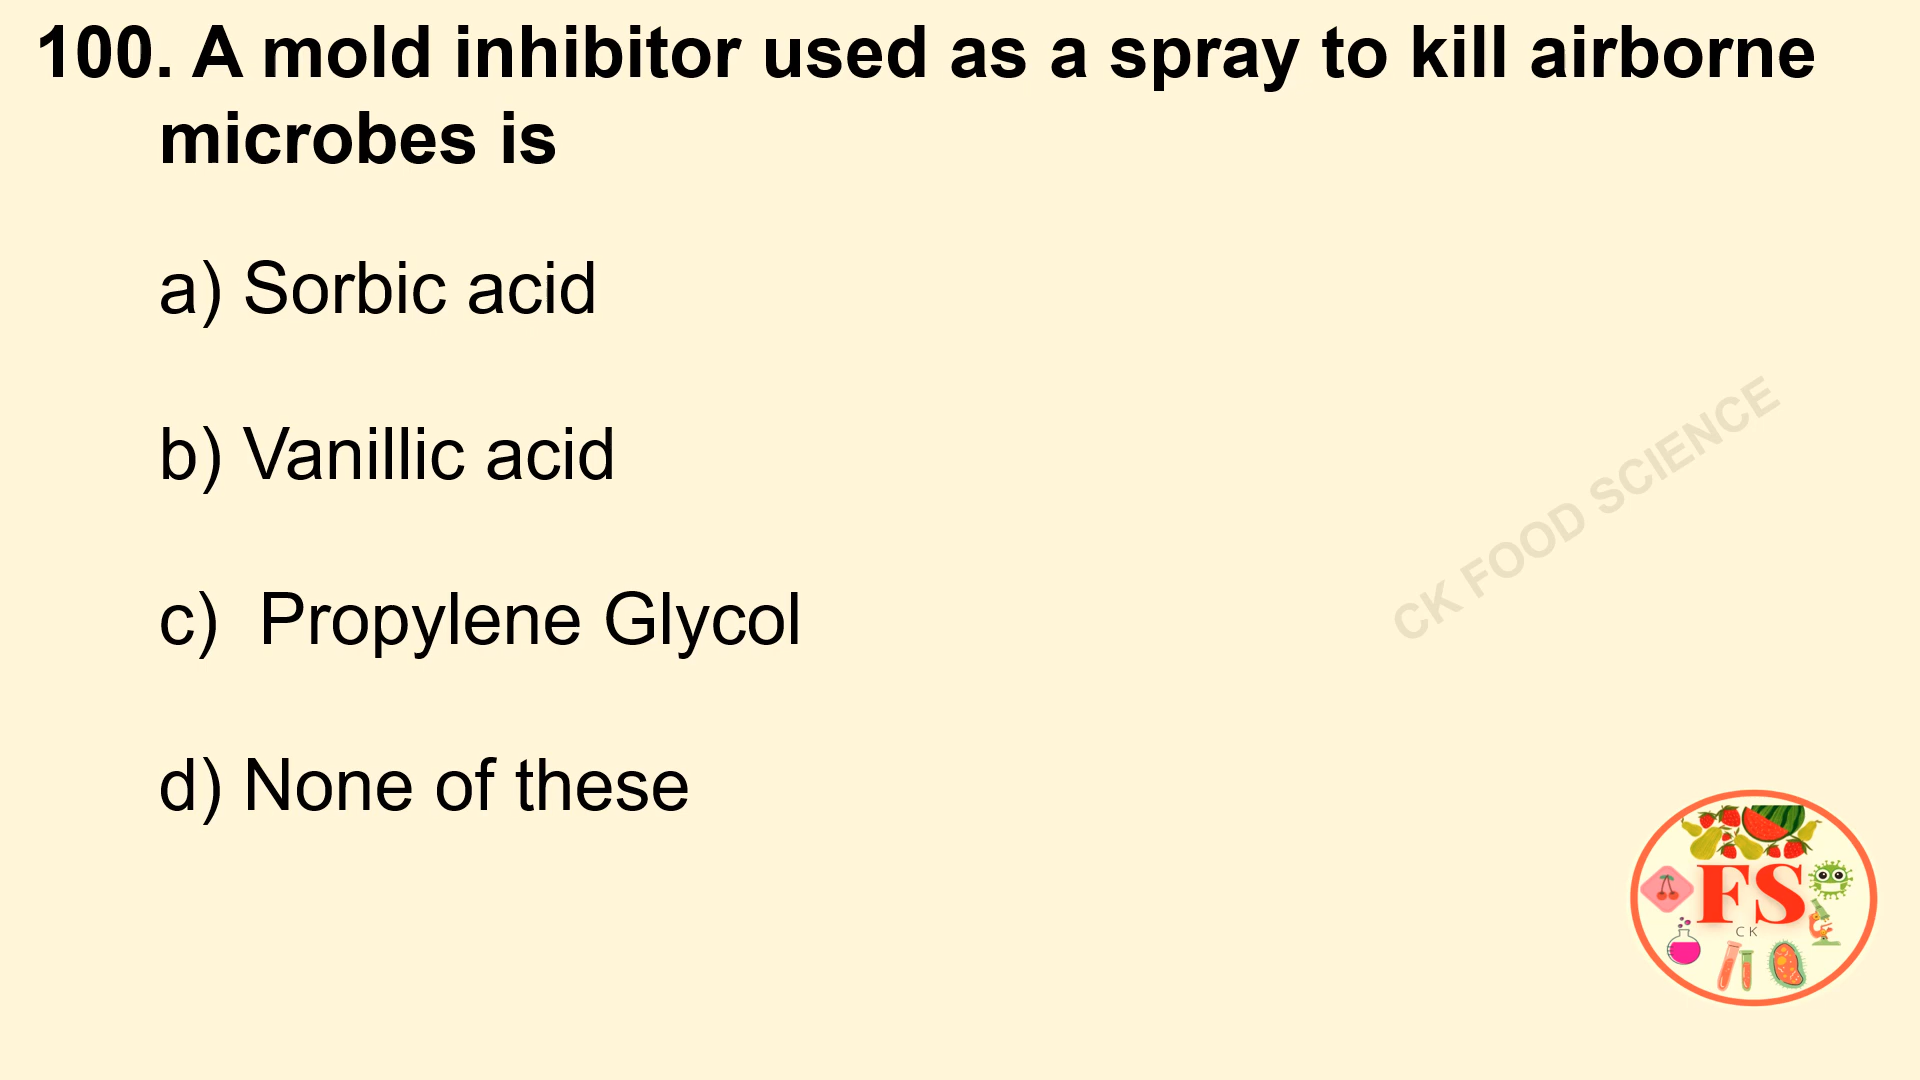 100. A mold inhibitor used as a spray to kill airborne
microbes is
a) Sorbic acid
b) Vanillic acid
c) Propylene Glycol
d) None of these
CK FOOD SCIENCE
FS
CK